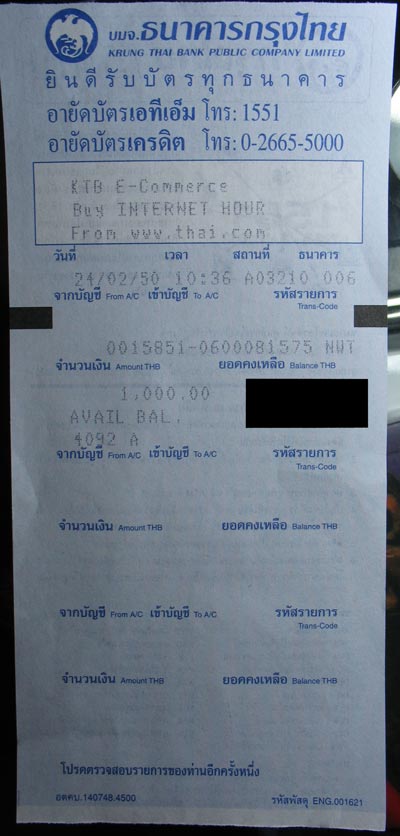 บมจ.ธนาคารกรุงไทย
KRUNG THAI BANK PUBLIC COMPANY LIMITED
ยินดีรับบัตรทุกธนาคาร
อายัดบัตรเอทีเอ็ม โทร: 1551
อายัดบัตรเครดิต โทร: 0-2665-5000
KTB E-Commerce
Buy INTERNET HOUR
From www.thai.com
วันที่ เวลา สถานที่ ธนาคาร
24/02/50 10:36 A03210 006
จากบัญชี From A/C เข้าบัญชี To A/C รหัสรายการ
Trans-Code
0015851-0600081575 NWT
จำนวนเงิน Amount THB ยอดคงเหลือ Balance THB
1,000.00
AVAIL BAL.
4092 A
จากบัญชี From A/C เข้าบัญชี To A/C รหัสรายการ
Trans-Code
จำนวนเงิน Amount THB ยอดคงเหลือ Balance THB
จากบัญชี From A/C เข้าบัญชี To A/C รหัสรายการ
Trans-Code
จำนวนเงิน Amount THB ยอดคงเหลือ Balance THB
โปรดตรวจสอบรายการของท่านอีกครั้งหนึ่ง
อตดบ.140748.4500 รหัสพัสดุ ENG.001621